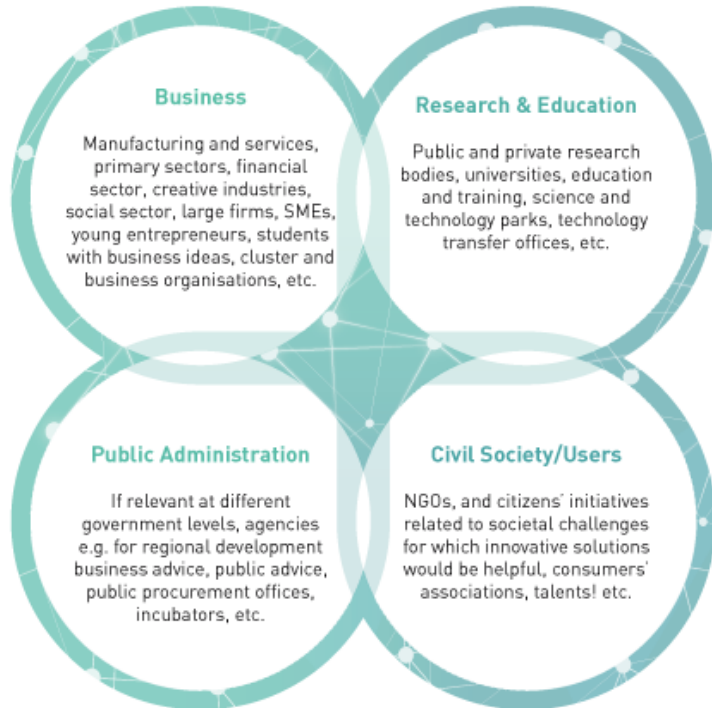 Business
Manufacturing and services,
primary sectors, financial
sector, creative industries,
social sector, large firms, SMEs,
young entrepreneurs, students
with business ideas, cluster and
business organisations, etc.
Research & Education
Public and private research
bodies, universities, education
and training, science and
technology parks, technology
transfer offices, etc.
Public Administration
If relevant at different
government levels, agencies
e.g. for regional development
business advice, public advice,
public procurement offices,
incubators, etc.
Civil Society/Users
NGOs, and citizens’ initiatives
related to societal challenges
for which innovative solutions
would be helpful, consumers’
associations, talents! etc.